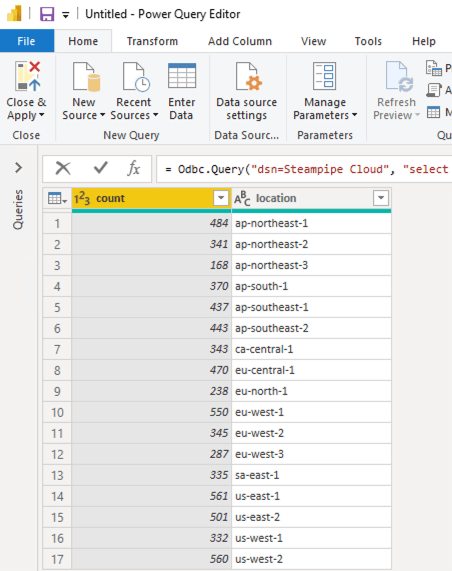 Untitled - Power Query Editor
File Home Transform Add Column View Tools Help
Close & Apply
New Source
Recent Sources
Enter Data
Data source settings
Manage Parameters
Refresh Preview
Close New Query Data Sourc... Parameters
Queries
fx = Odbc.Query("dsn=Steampipe Cloud", "select
123 count ABC location
1 484 ap-northeast-1
2 341 ap-northeast-2
3 168 ap-northeast-3
4 370 ap-south-1
5 437 ap-southeast-1
6 443 ap-southeast-2
7 343 ca-central-1
8 470 eu-central-1
9 238 eu-north-1
10 550 eu-west-1
11 345 eu-west-2
12 287 eu-west-3
13 335 sa-east-1
14 561 us-east-1
15 501 us-east-2
16 332 us-west-1
17 560 us-west-2